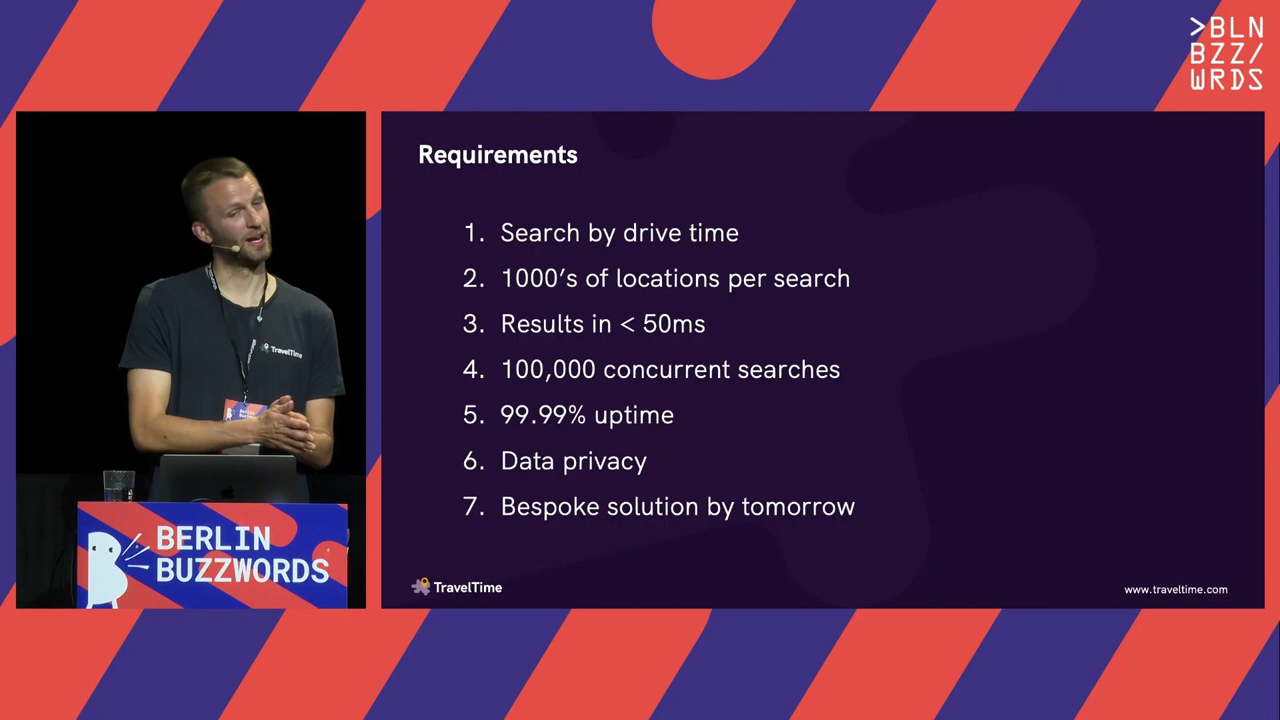 >BLN
BZZ/
WRDS
Requirements
1. Search by drive time
2. 1000’s of locations per search
3. Results in < 50ms
4. 100,000 concurrent searches
5. 99.99% uptime
6. Data privacy
7. Bespoke solution by tomorrow
TravelTime
www.traveltime.com
TravelTime
BERLIN
BUZZWORDS